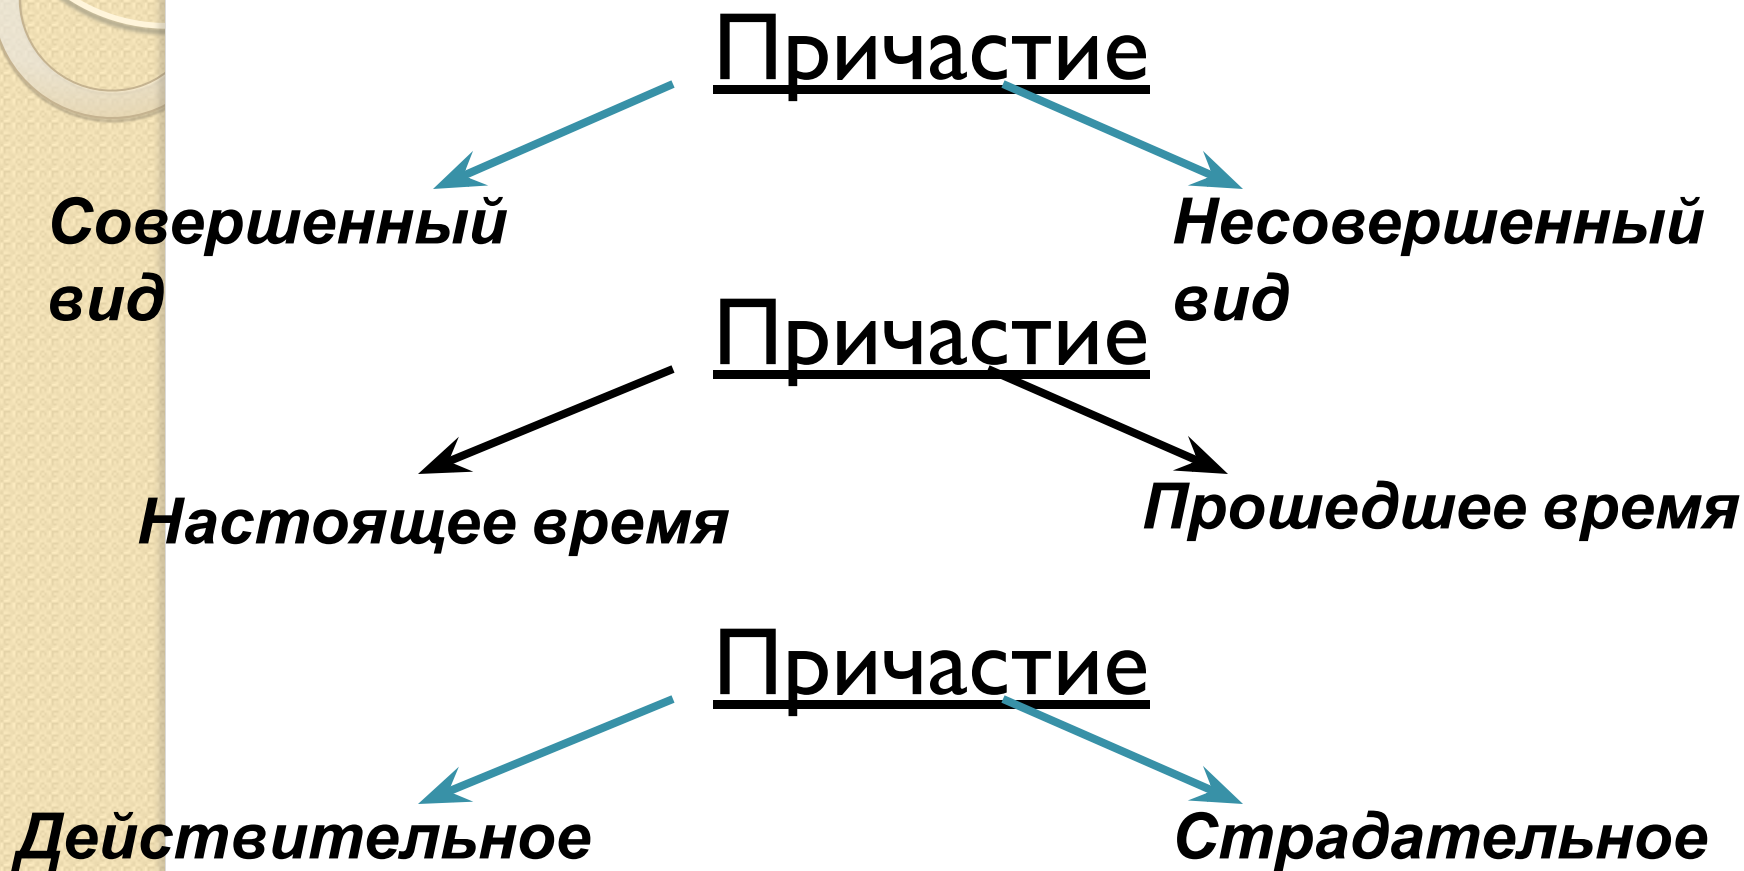 Причастие
Совершенный
вид
Несовершенный
вид
Причастие
Настоящее время
Прошедшее время
Причастие
Действительное
Страдательное